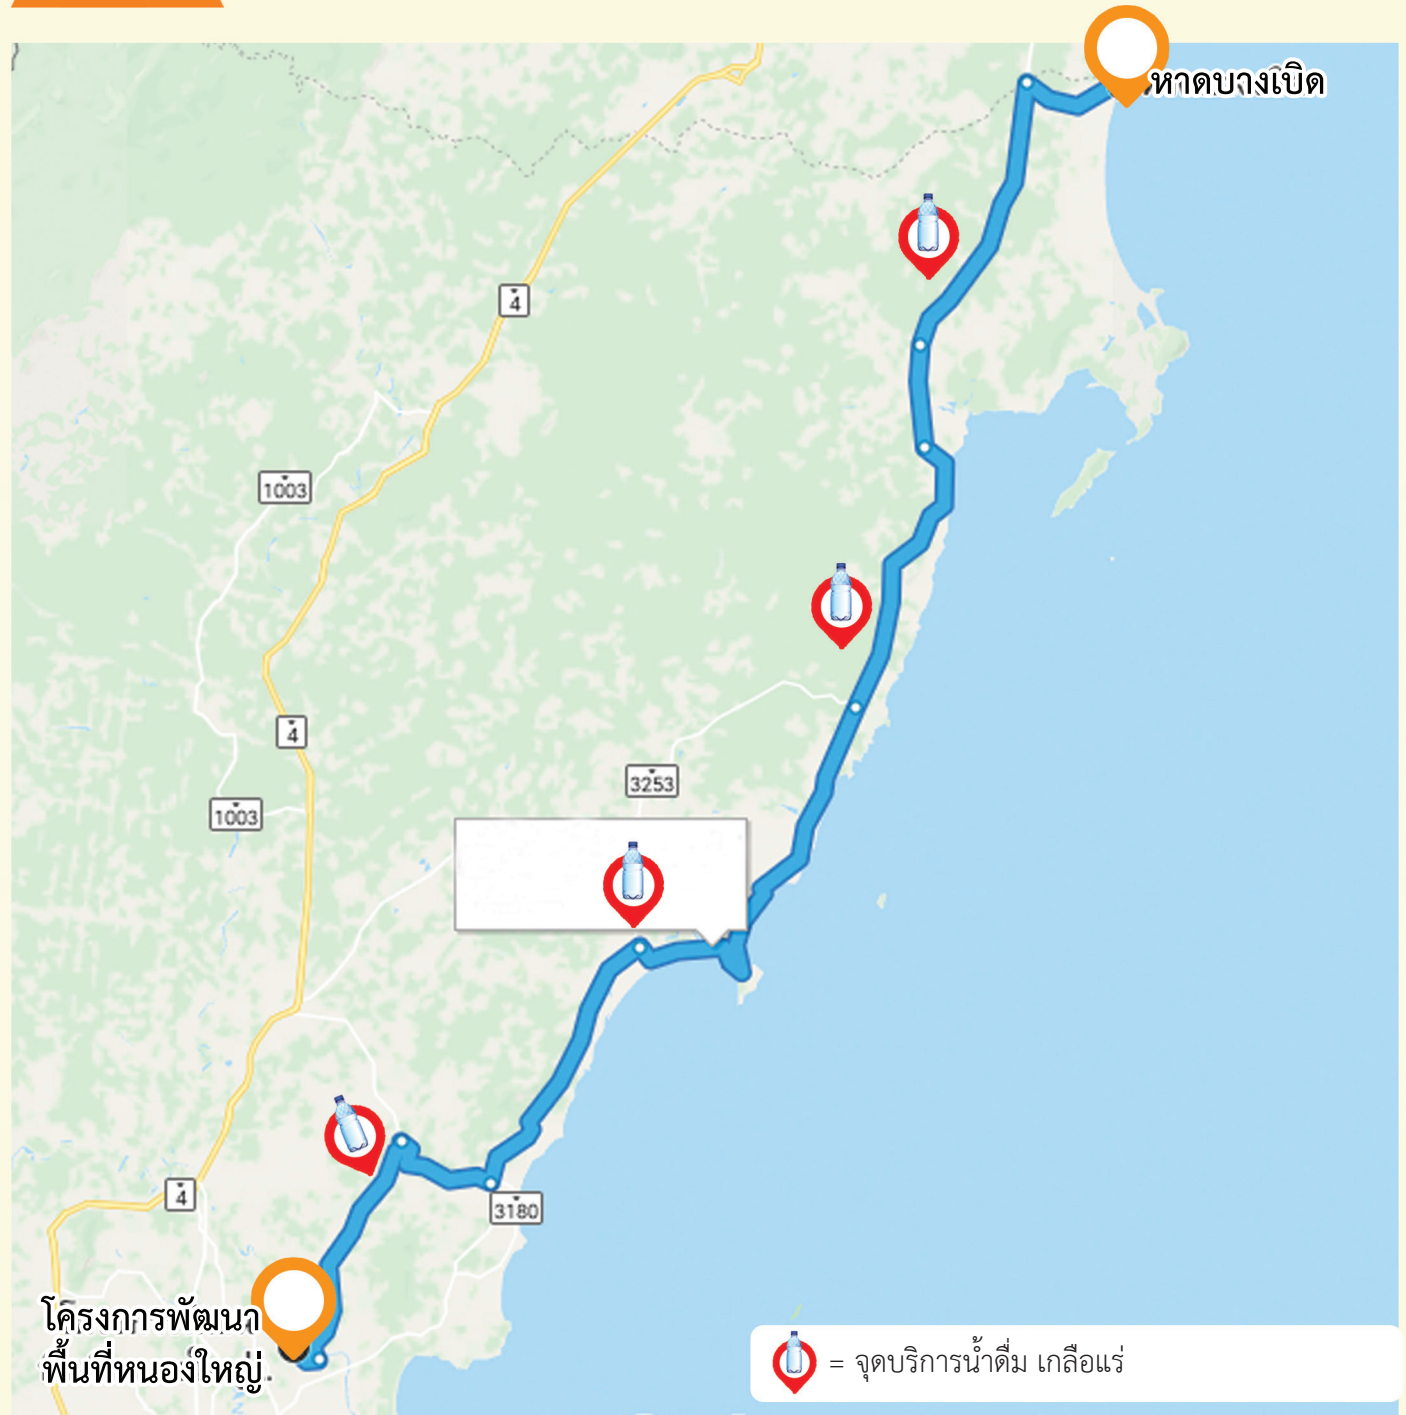 หาดบางเบิด
4
1003
4
3253
1003
4
3180
โครงการพัฒนา
พื้นที่หนองใหญ่
= จุดบริการน้ำดื่ม เกลือแร่